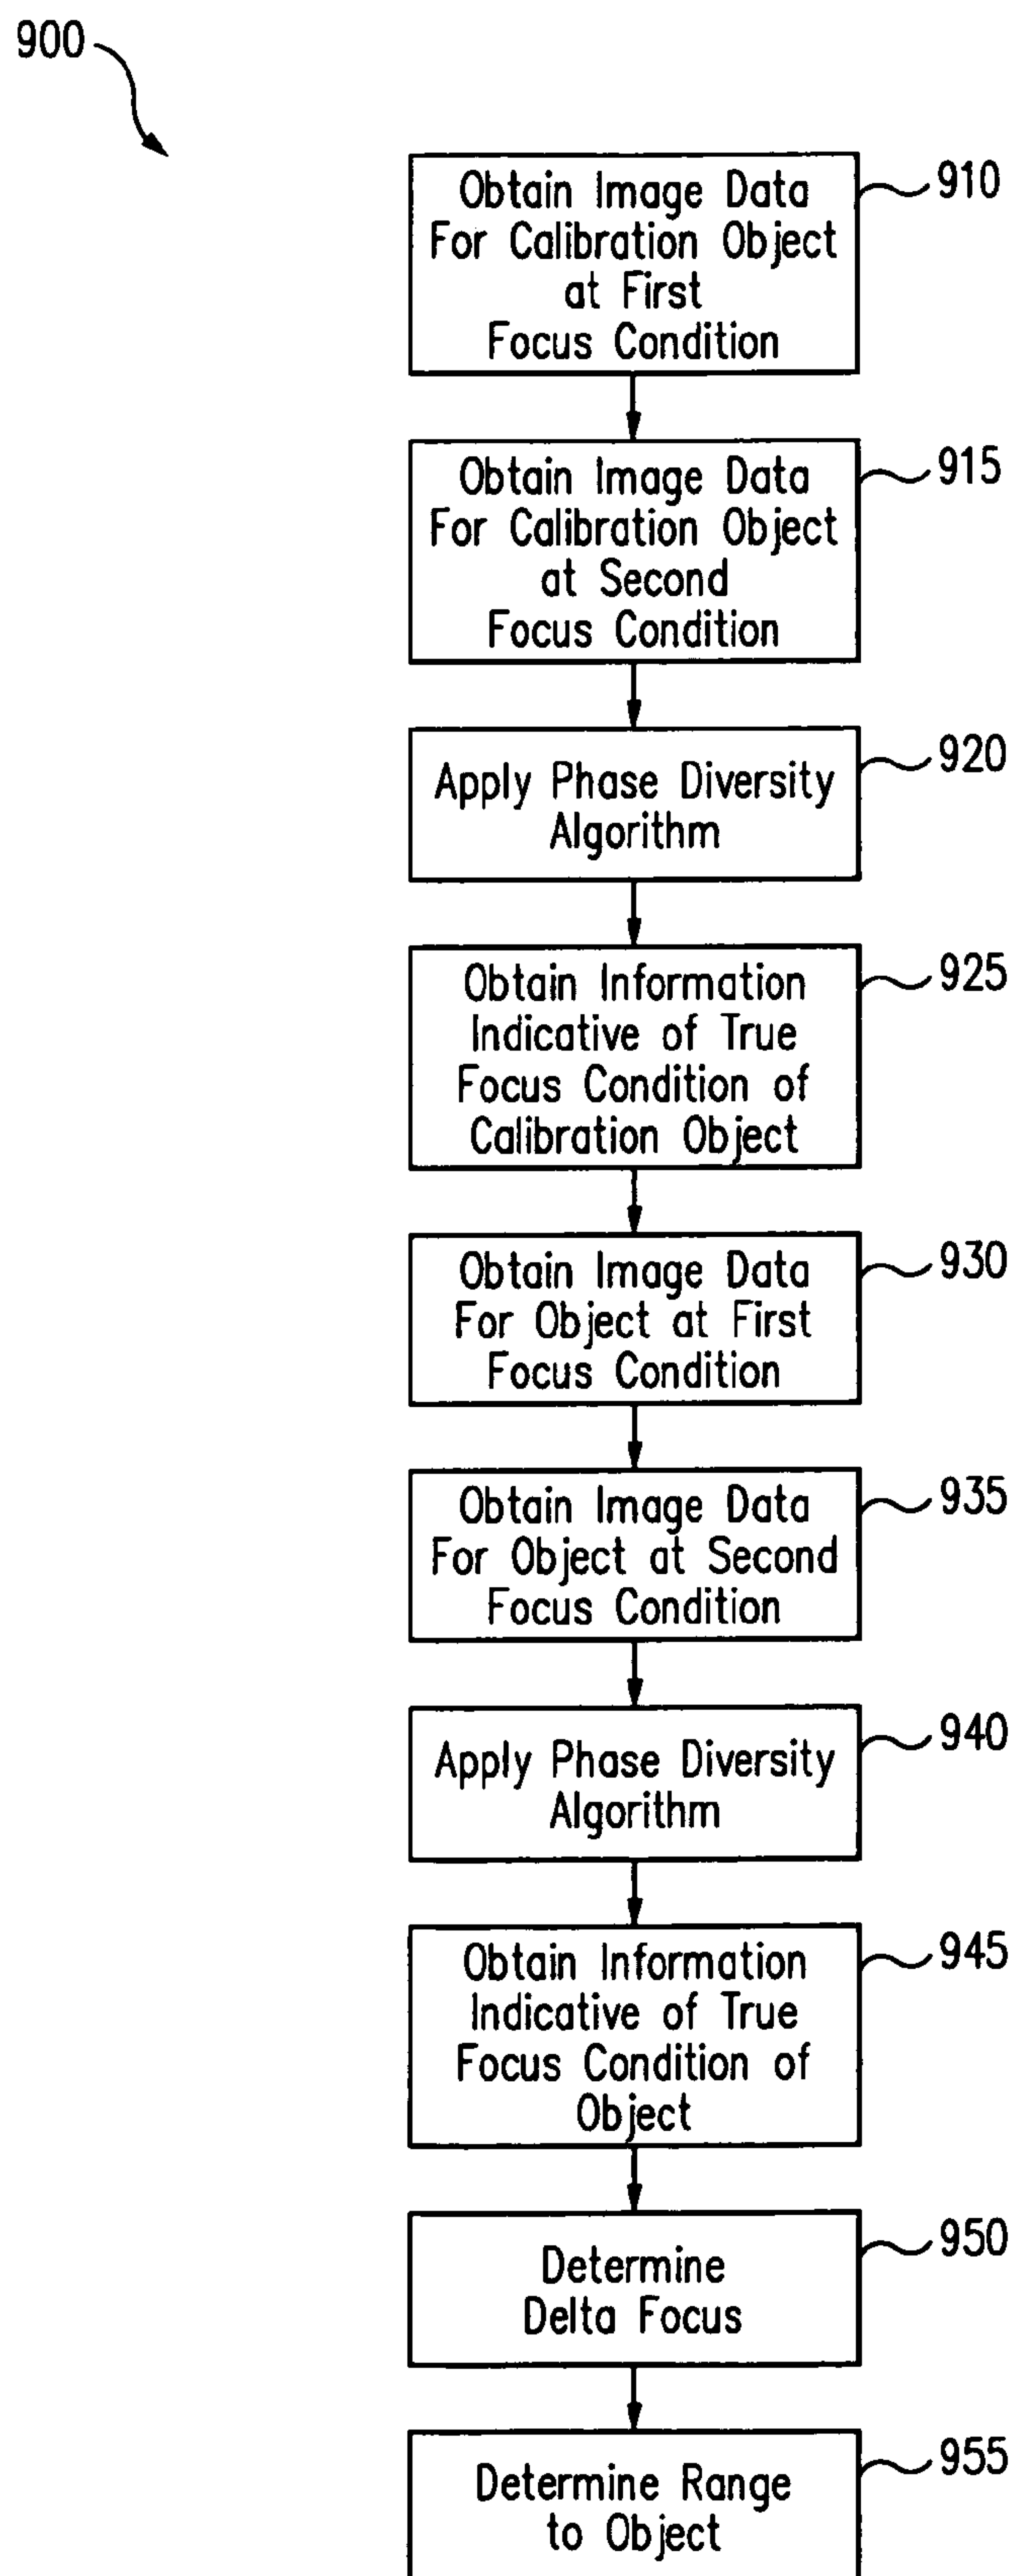 900
Obtain Image Data
For Calibration Object
at First
Focus Condition
910
Obtain Image Data
For Calibration Object
at Second
Focus Condition
915
Apply Phase Diversity
Algorithm
920
Obtain Information
Indicative of True
Focus Condition of
Calibration Object
925
Obtain Image Data
For Object at First
Focus Condition
930
Obtain Image Data
For Object at Second
Focus Condition
935
Apply Phase Diversity
Algorithm
940
Obtain Information
Indicative of True
Focus Condition of
Object
945
Determine
Delta Focus
950
Determine Range
to Object
955